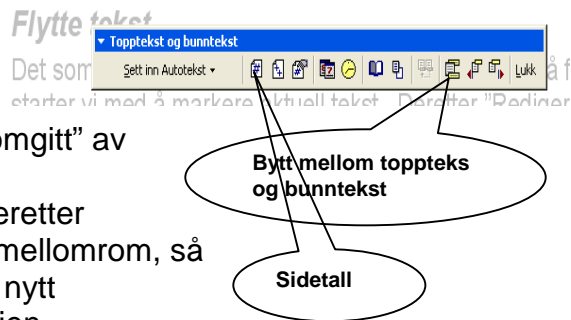 Flytte tekst
Topptekst og bunntekst
Sett inn Autotekst
Lukk
Det som
å f
starter vi med å markere aktuell tekst. Deretter "Rediger
omgitt" av
Bytt mellom toppteks
og bunntekst
eretter
mellomrom, så
nytt
Sidetall